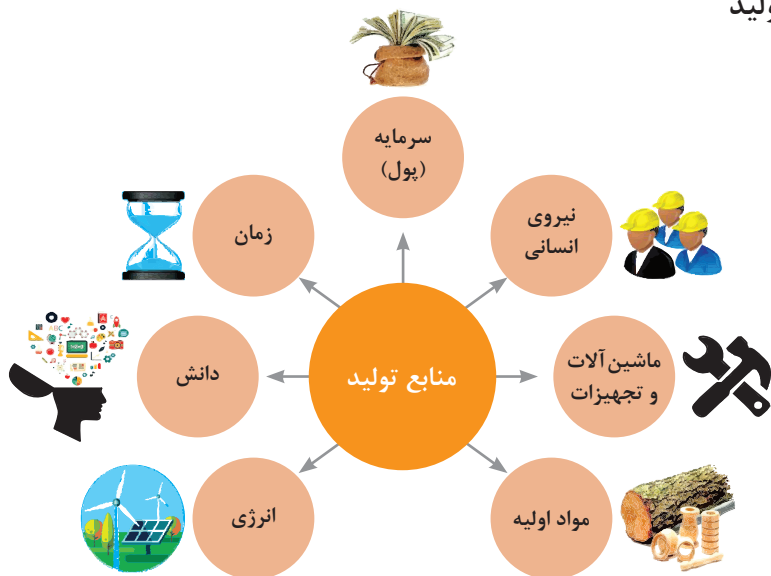 سرمایه
(پول)
نیروی
انسانی
زمان
ماشین‌آلات
و تجهیزات
منابع تولید
دانش
مواد اولیه
انرژی